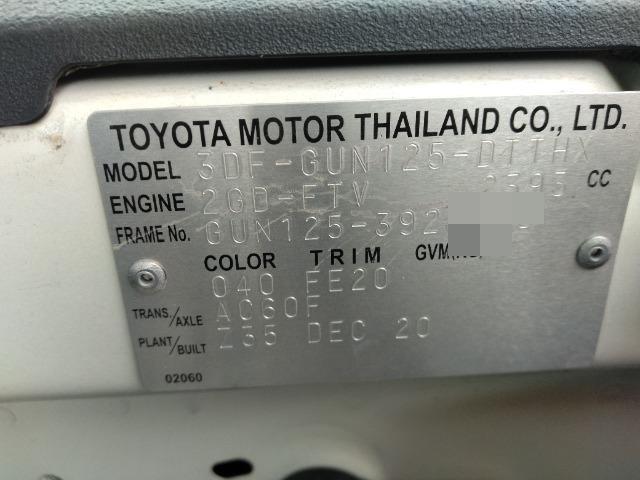 TOYOTA MOTOR THAILAND CO., LTD.
MODEL 3DF-GUN125-DTTHX
ENGINE 2GD-FTV 2393 CC
FRAME No. GUN125-392
COLOR TRIM
040 FE20
TRANS./AXLE AC60F
PLANT/BUILT Z35 DEC 20
02060